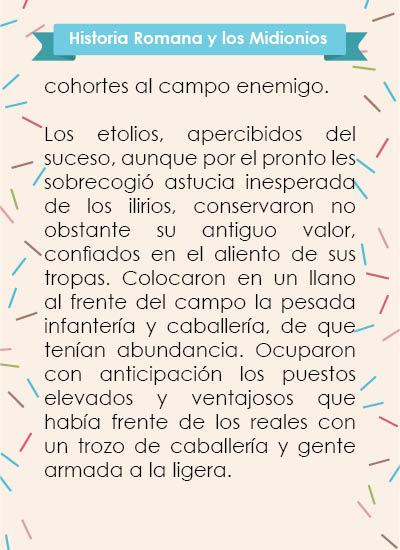 Historia Romana y los Midionios
cohortes al campo enemigo.
Los etolios, apercibidos del
suceso, aunque por el pronto les
sobrecogió astucia inesperada
de los ilirios, conservaron no
obstante su antiguo valor,
confiados en el aliento de sus
tropas. Colocaron en un llano
al frente del campo la pesada
infantería y caballería, de que
tenían abundancia. Ocuparon
con anticipación los puestos
elevados y ventajosos que
había frente de los reales con
un trozo de caballería y gente
armada a la ligera.